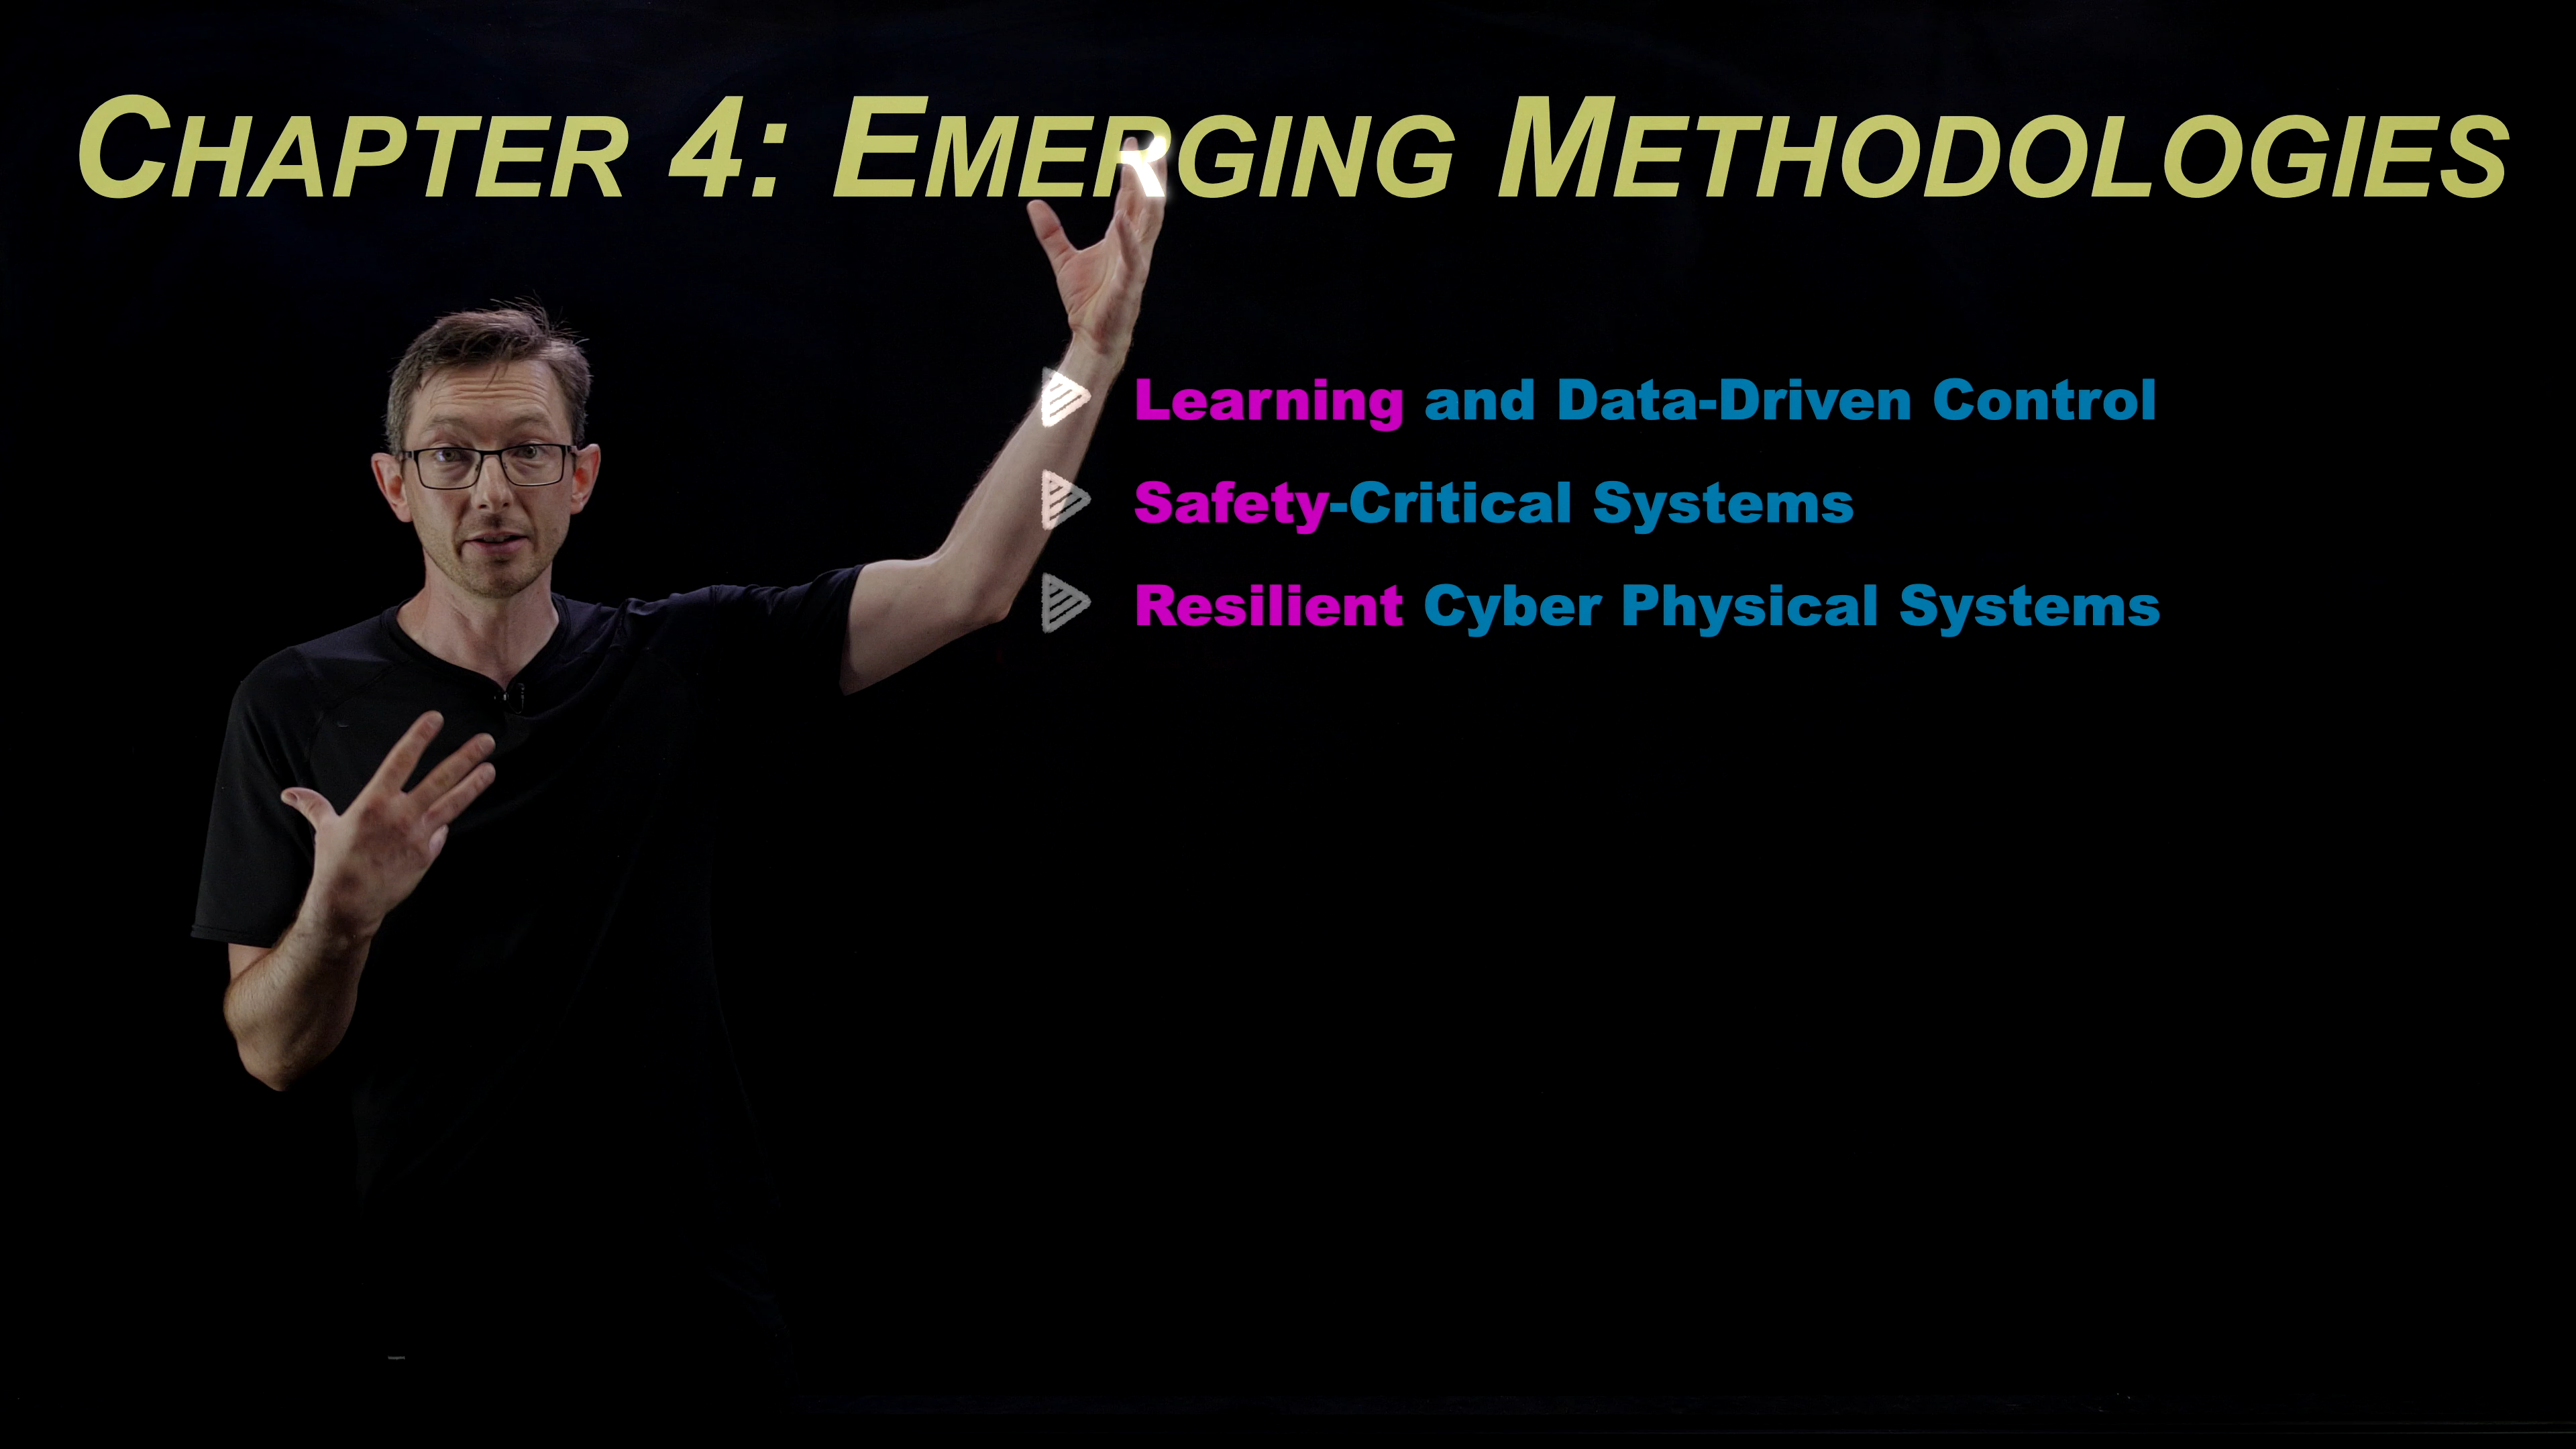 CHAPTER 4: EMERGING METHODOLOGIES
Learning and Data-Driven Control
Safety-Critical Systems
Resilient Cyber Physical Systems